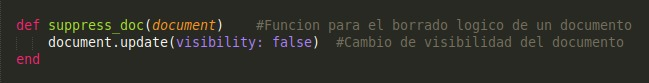 def suppress_doc(document)    #Funcion para el borrado logico de un documento
    document.update(visibility: false)  #Cambio de visibilidad del documento
end